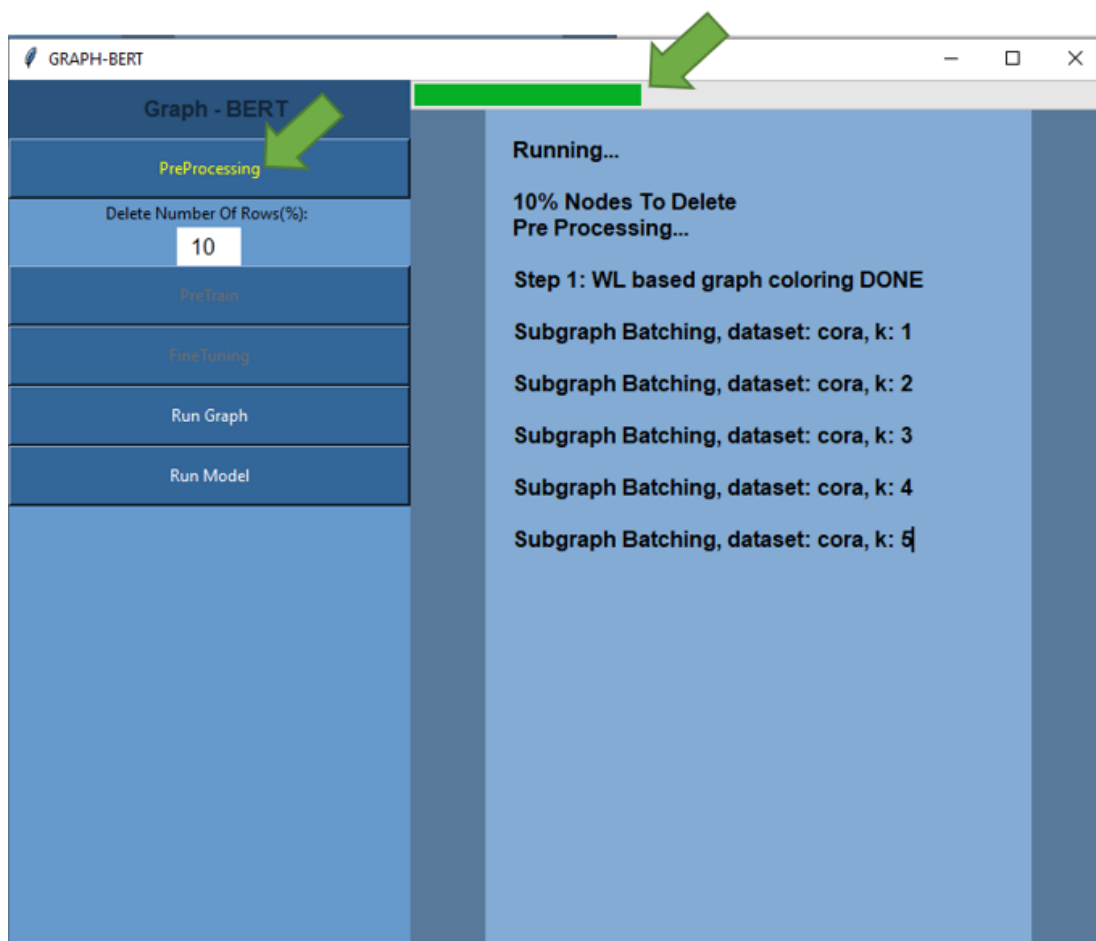 GRAPH-BERT
Graph - BERT
PreProcessing
Delete Number Of Rows(%):
10
PreTrain
FineTuning
Run Graph
Run Model
Running...
10% Nodes To Delete
Pre Processing...
Step 1: WL based graph coloring DONE
Subgraph Batching, dataset: cora, k: 1
Subgraph Batching, dataset: cora, k: 2
Subgraph Batching, dataset: cora, k: 3
Subgraph Batching, dataset: cora, k: 4
Subgraph Batching, dataset: cora, k: 5